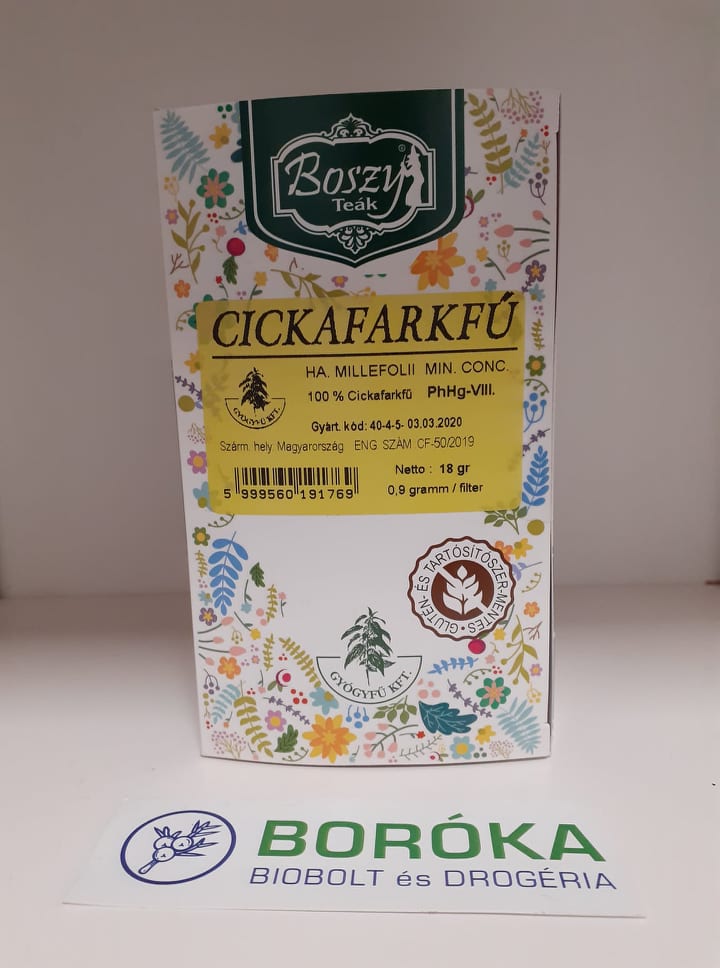 Boszy®
Teák
CICKAFARKFŰ
HA. MILLEFOLII MIN. CONC.
100 % Cickafarkfű PhHg-VIII.
GYÓGYFŰ KFT.
Gyárt. kód: 40-4-5- 03.03.2020
Szárm. hely. Magyarország ENG. SZÁM CF-50/2019
Netto : 18 gr
5 999560 191769
0,9 gramm / filter
GLUTÉN- ÉS TARTÓSÍTÓSZER-MENTES
GYÓGYFŰ KFT.
BORÓKA
BIOBOLT és DROGÉRIA